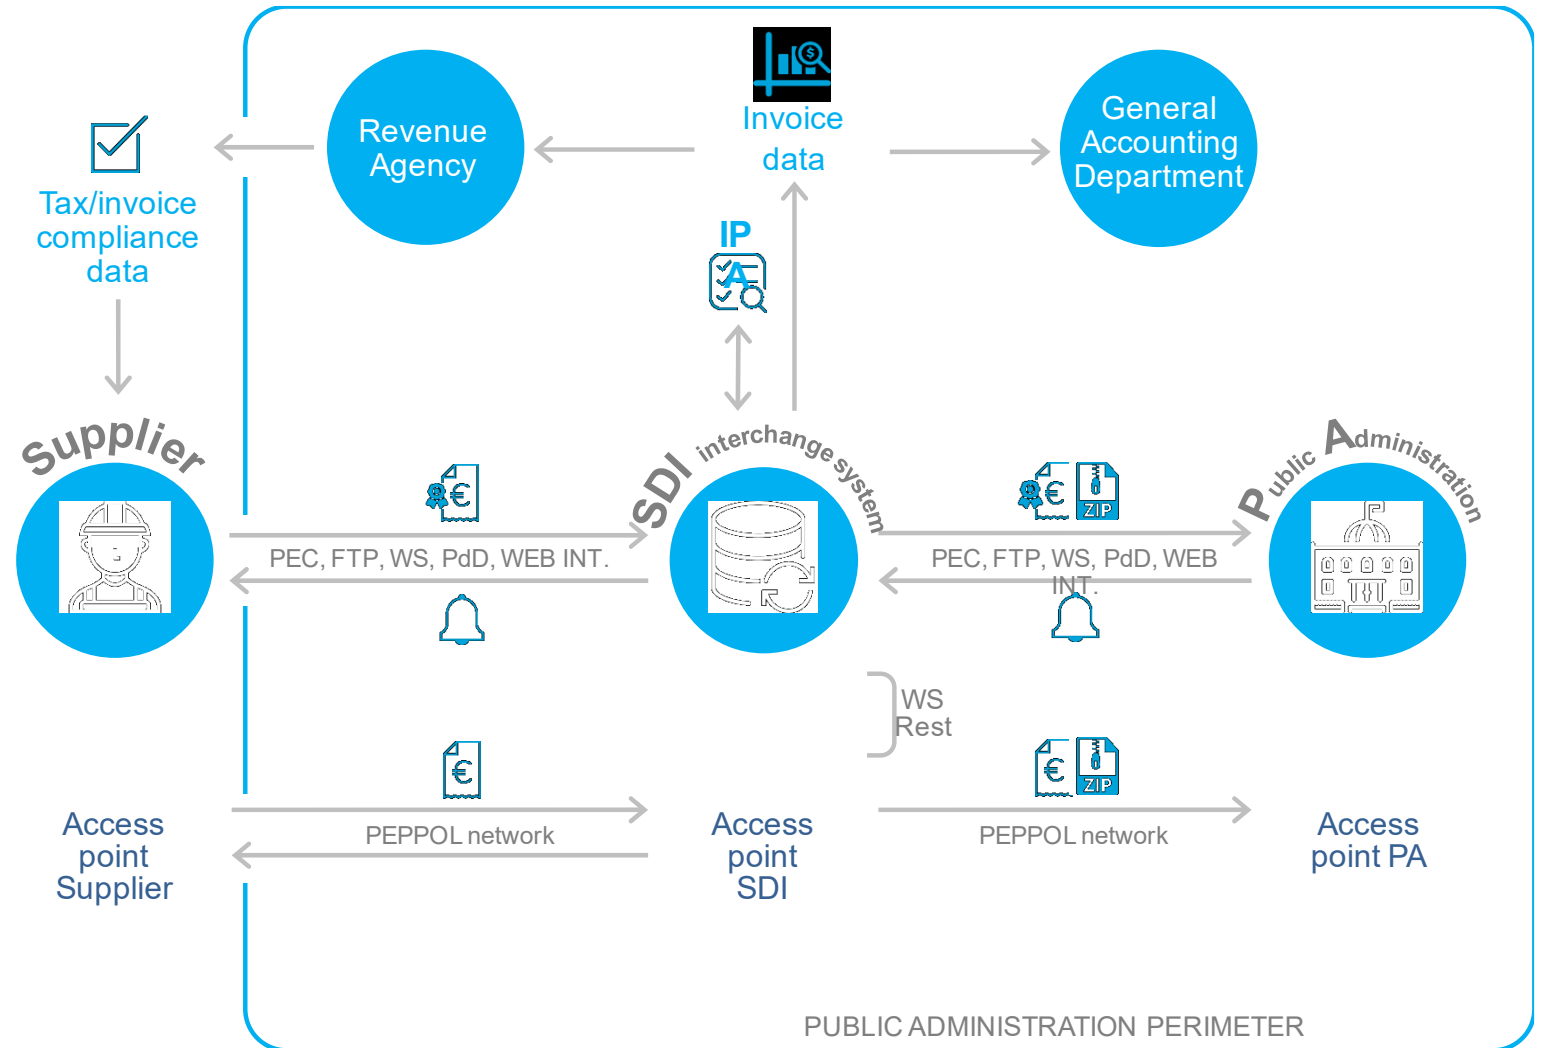 Revenue
Agency
Invoice
data
General
Accounting
Department
Tax/invoice
compliance
data
IP
A
Supplier
SDI interchange system
Public Administration
€
€
ZIP
PEC, FTP, WS, PdD, WEB INT.
PEC, FTP, WS, PdD, WEB
INT.
WS
Rest
€
€
ZIP
PEPPOL network
PEPPOL network
Access
point
Supplier
Access
point
SDI
Access
point PA
PUBLIC ADMINISTRATION PERIMETER